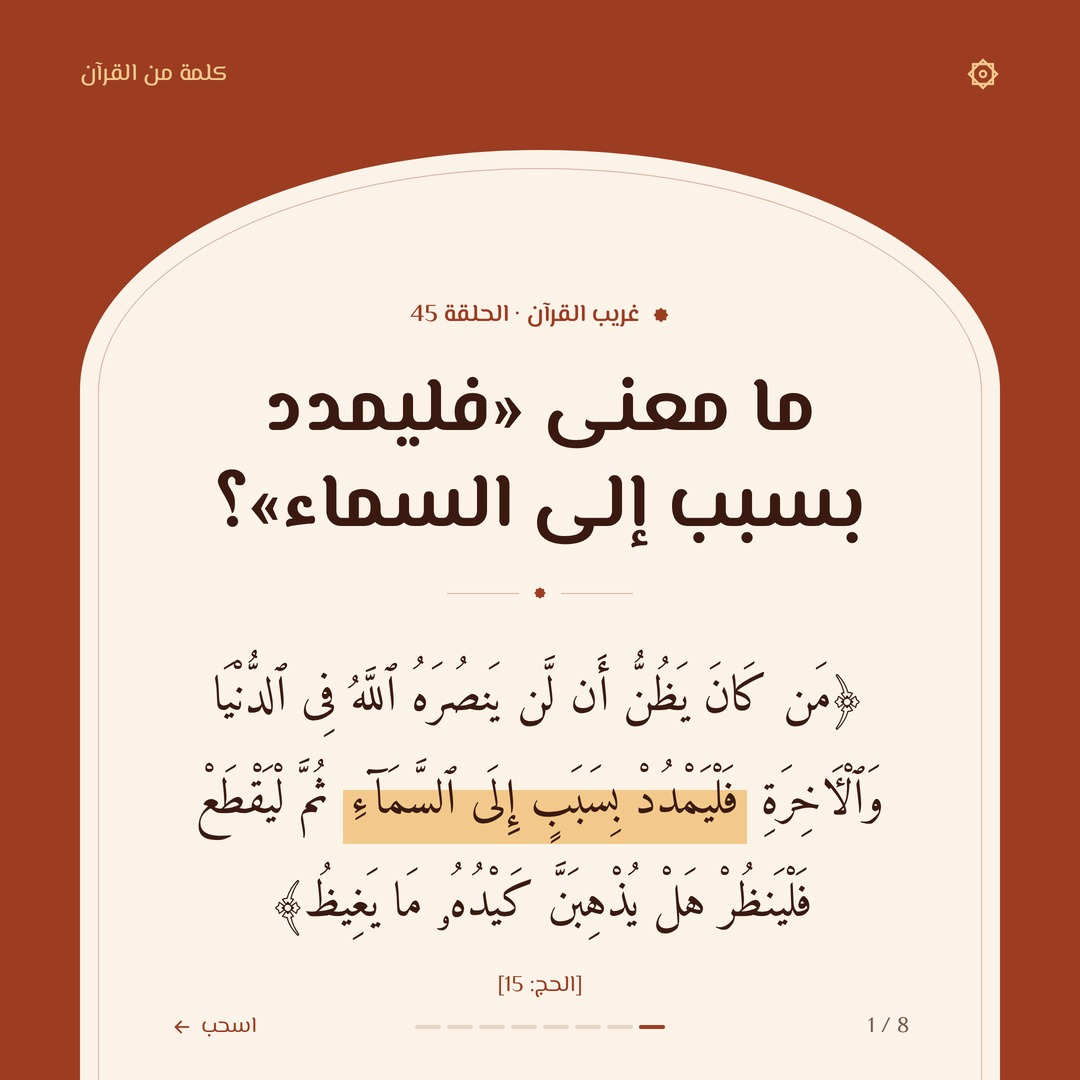 كلمة من القرآن
غريب القرآن · الحلقة 45
ما معنى «فليمدد
بسبب إلى السماء»؟
﴿مَن كَانَ يَظُنُّ أَن لَّن يَنصُرَهُ ٱللَّهُ فِى ٱلدُّنْيَا
وَٱلْـَٔاخِرَةِ فَلْيَمْدُدْ بِسَبَبٍ إِلَى ٱلسَّمَآءِ ثُمَّ لْيَقْطَعْ
فَلْيَنظُرْ هَلْ يُذْهِبَنَّ كَيْدُهُۥ مَا يَغِيظُ﴾
[الحج: 15]
1 / 8
اسحب ←